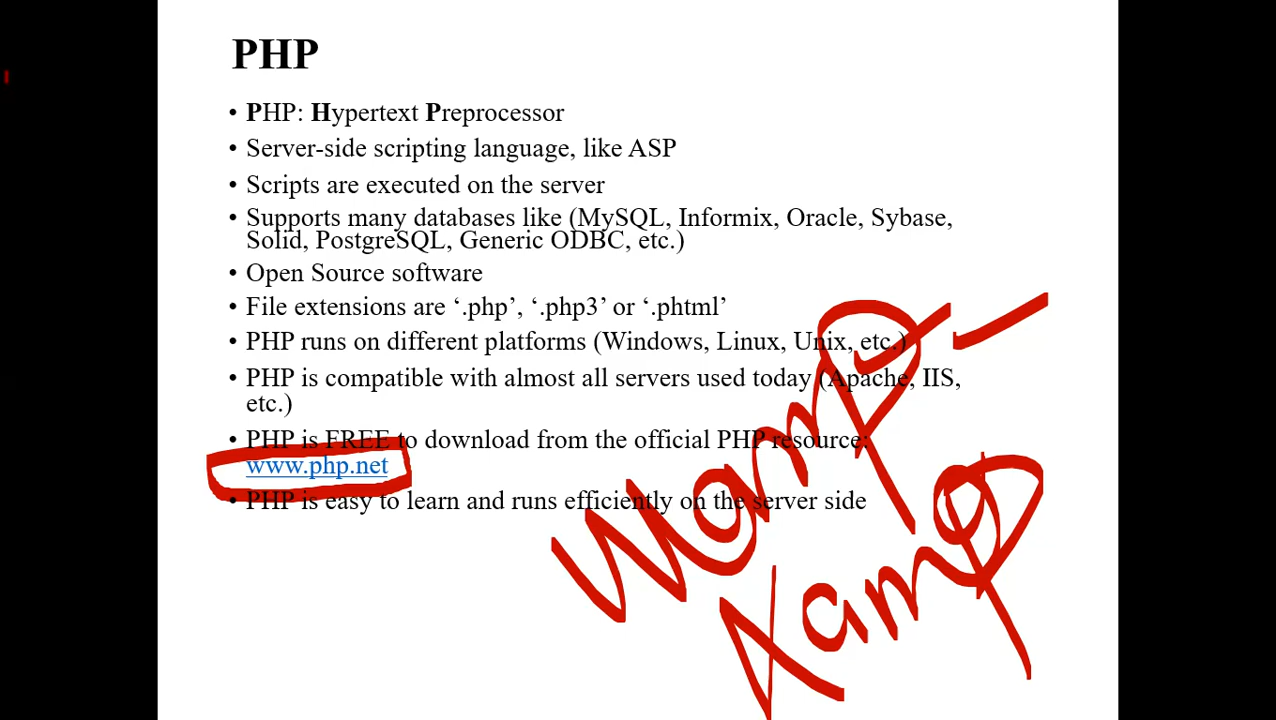 PHP
• PHP: Hypertext Preprocessor
• Server-side scripting language, like ASP
• Scripts are executed on the server
• Supports many databases like (MySQL, Informix, Oracle, Sybase,
Solid, PostgreSQL, Generic ODBC, etc.)
• Open Source software
• File extensions are ‘.php’, ‘.php3’ or ‘.phtml’
• PHP runs on different platforms (Windows, Linux, Unix, etc.)
• PHP is compatible with almost all servers used today (Apache, IIS,
etc.)
• PHP is FREE to download from the official PHP resource:
www.php.net
• PHP is easy to learn and runs efficiently on the server side
WamP -
XamP